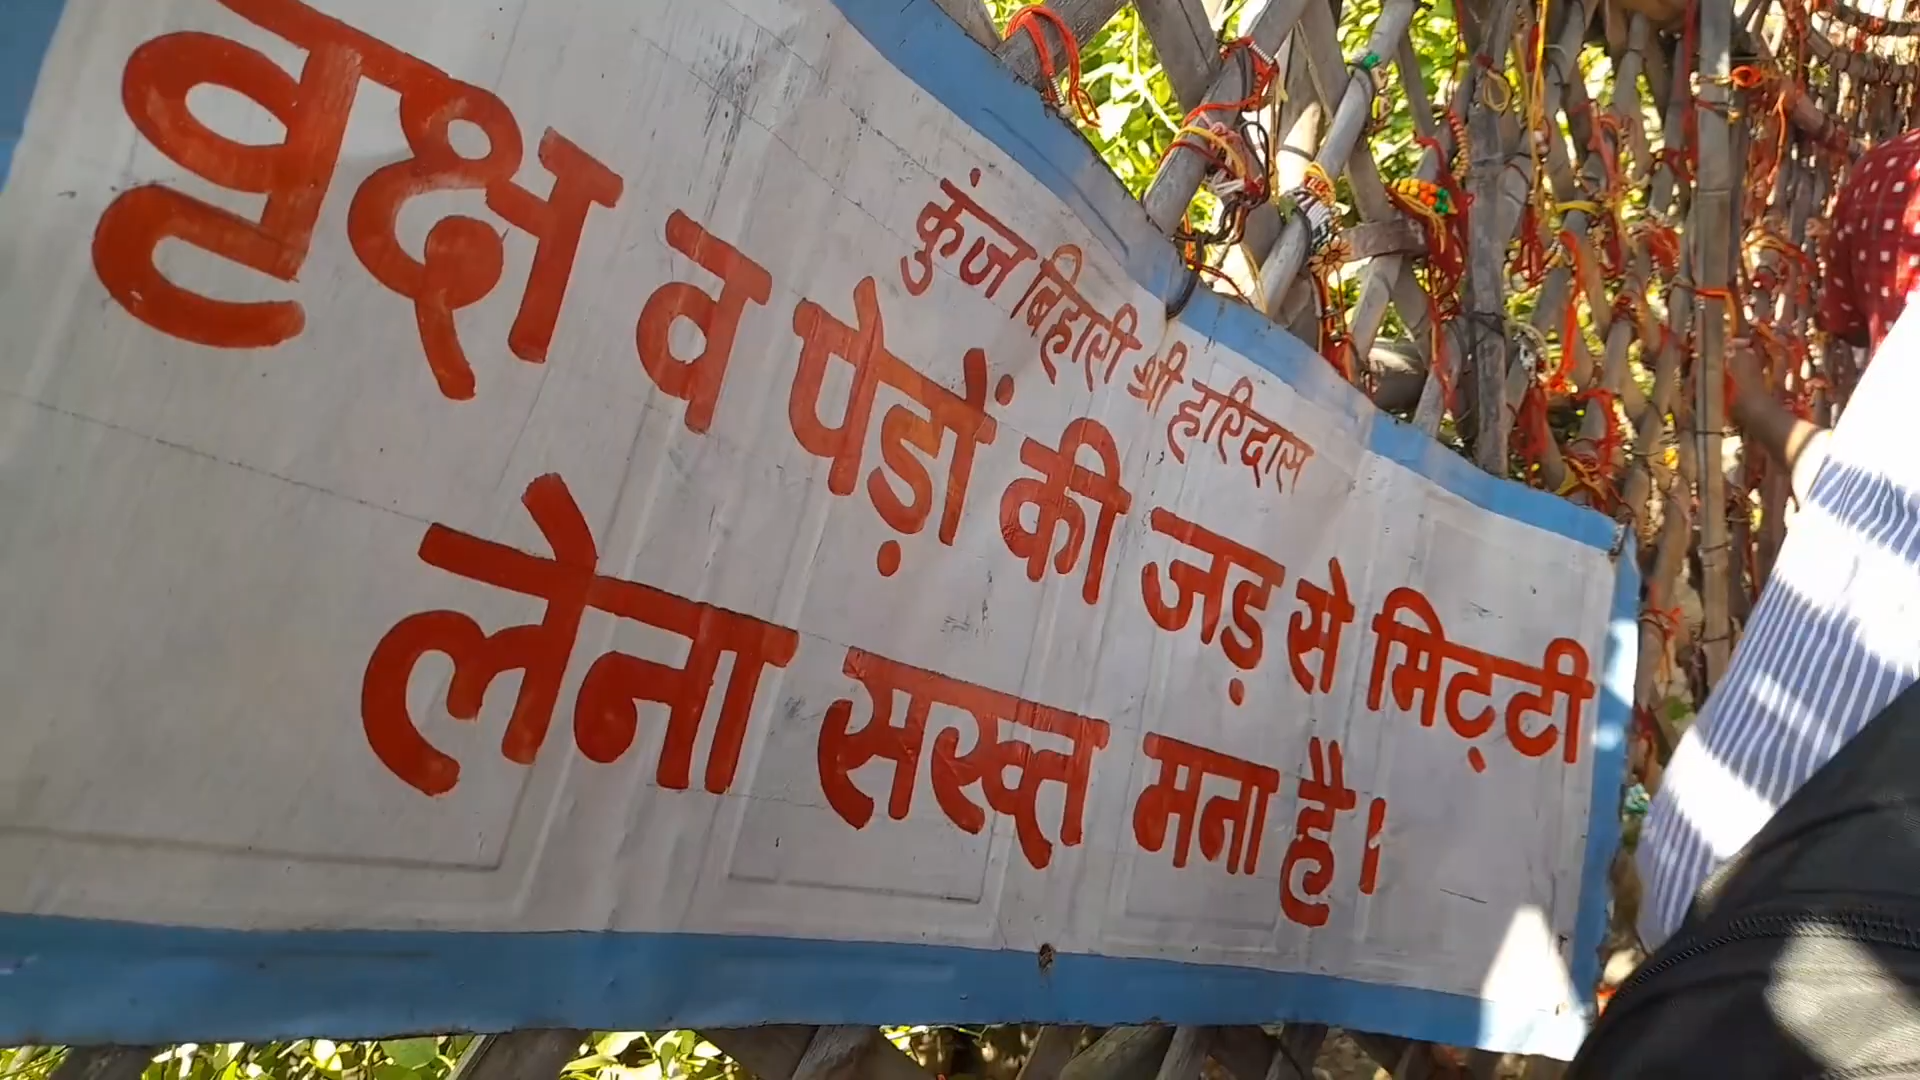 कुंज बिहारी श्री हरिदास
वृक्ष व पेड़ों की जड़ से मिट्टी
लेना सख्त मना है।